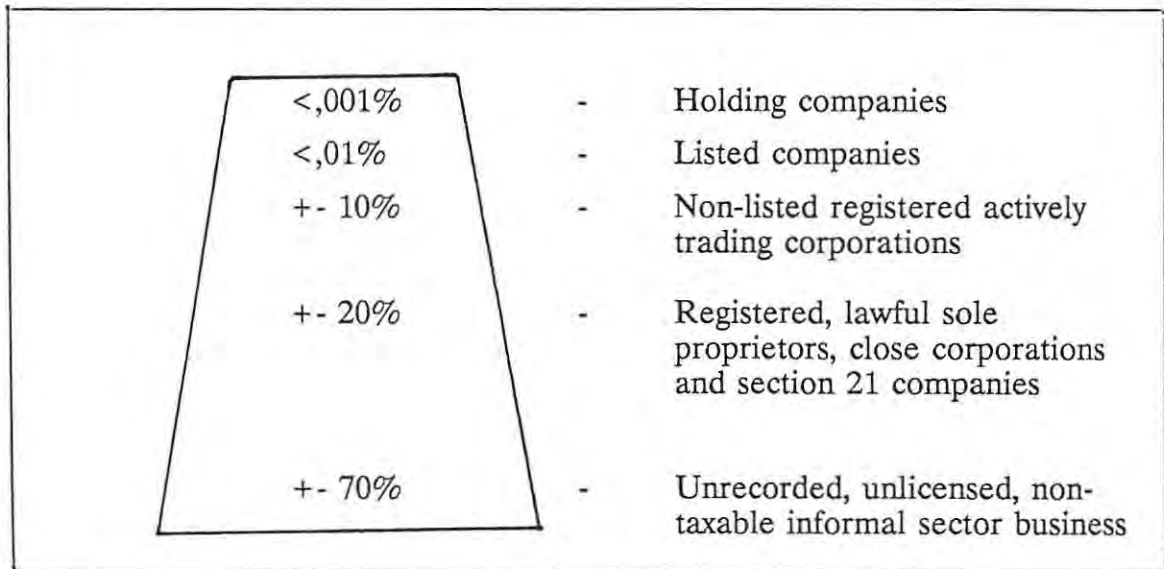 <,001% - Holding companies
<,01% - Listed companies
+- 10% - Non-listed registered actively
trading corporations
+- 20% - Registered, lawful sole
proprietors, close corporations
and section 21 companies
+- 70% - Unrecorded, unlicensed, non-
taxable informal sector business